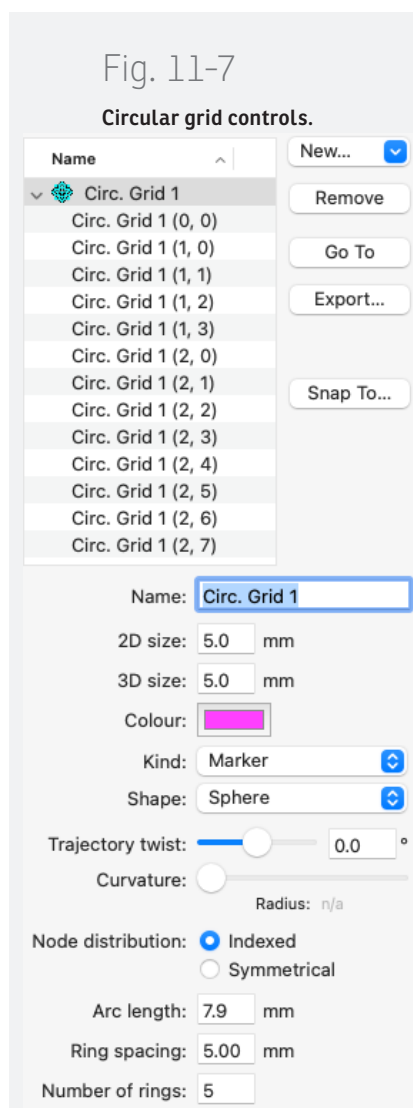 Fig. 11-7
Circular grid controls.
Name
New...
Circ. Grid 1
Remove
Circ. Grid 1 (0, 0)
Circ. Grid 1 (1, 0)
Go To
Circ. Grid 1 (1, 1)
Circ. Grid 1 (1, 2)
Export...
Circ. Grid 1 (1, 3)
Circ. Grid 1 (2, 0)
Circ. Grid 1 (2, 1)
Snap To...
Circ. Grid 1 (2, 2)
Circ. Grid 1 (2, 3)
Circ. Grid 1 (2, 4)
Circ. Grid 1 (2, 5)
Circ. Grid 1 (2, 6)
Circ. Grid 1 (2, 7)
Name: Circ. Grid 1
2D size: 5.0 mm
3D size: 5.0 mm
Colour:
Kind: Marker
Shape: Sphere
Trajectory twist: 0.0 °
Curvature:
Radius: n/a
Node distribution: Indexed
Symmetrical
Arc length: 7.9 mm
Ring spacing: 5.00 mm
Number of rings: 5